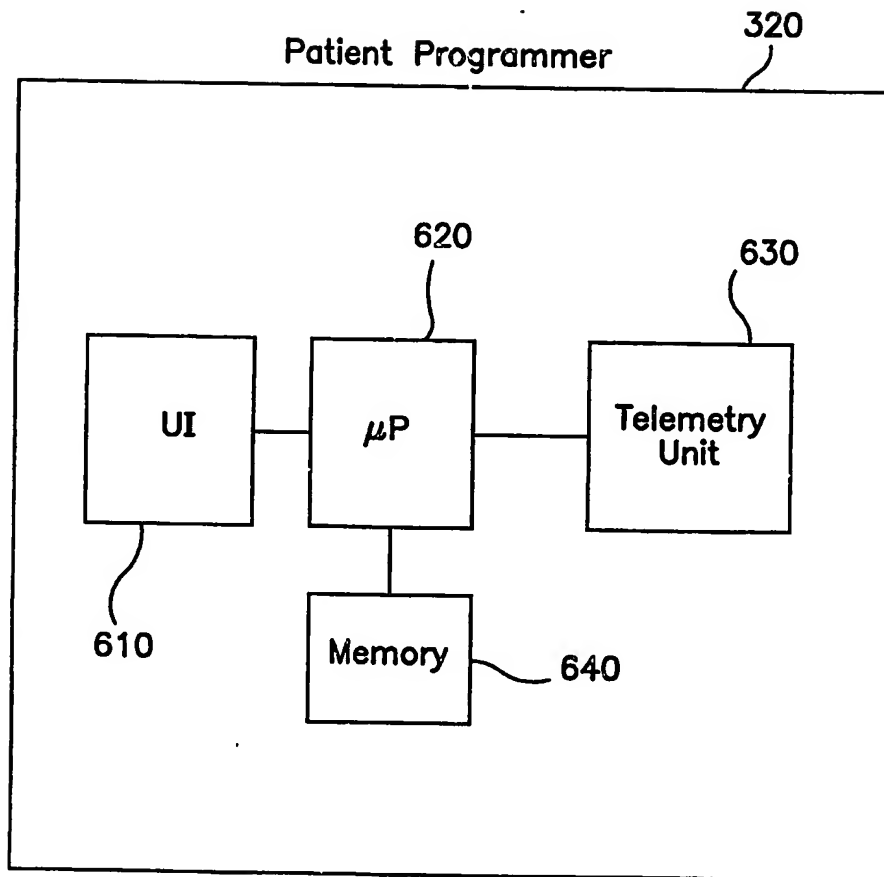 320
Patient Programmer
620
630
UI
μP
Telemetry
Unit
610
Memory
640